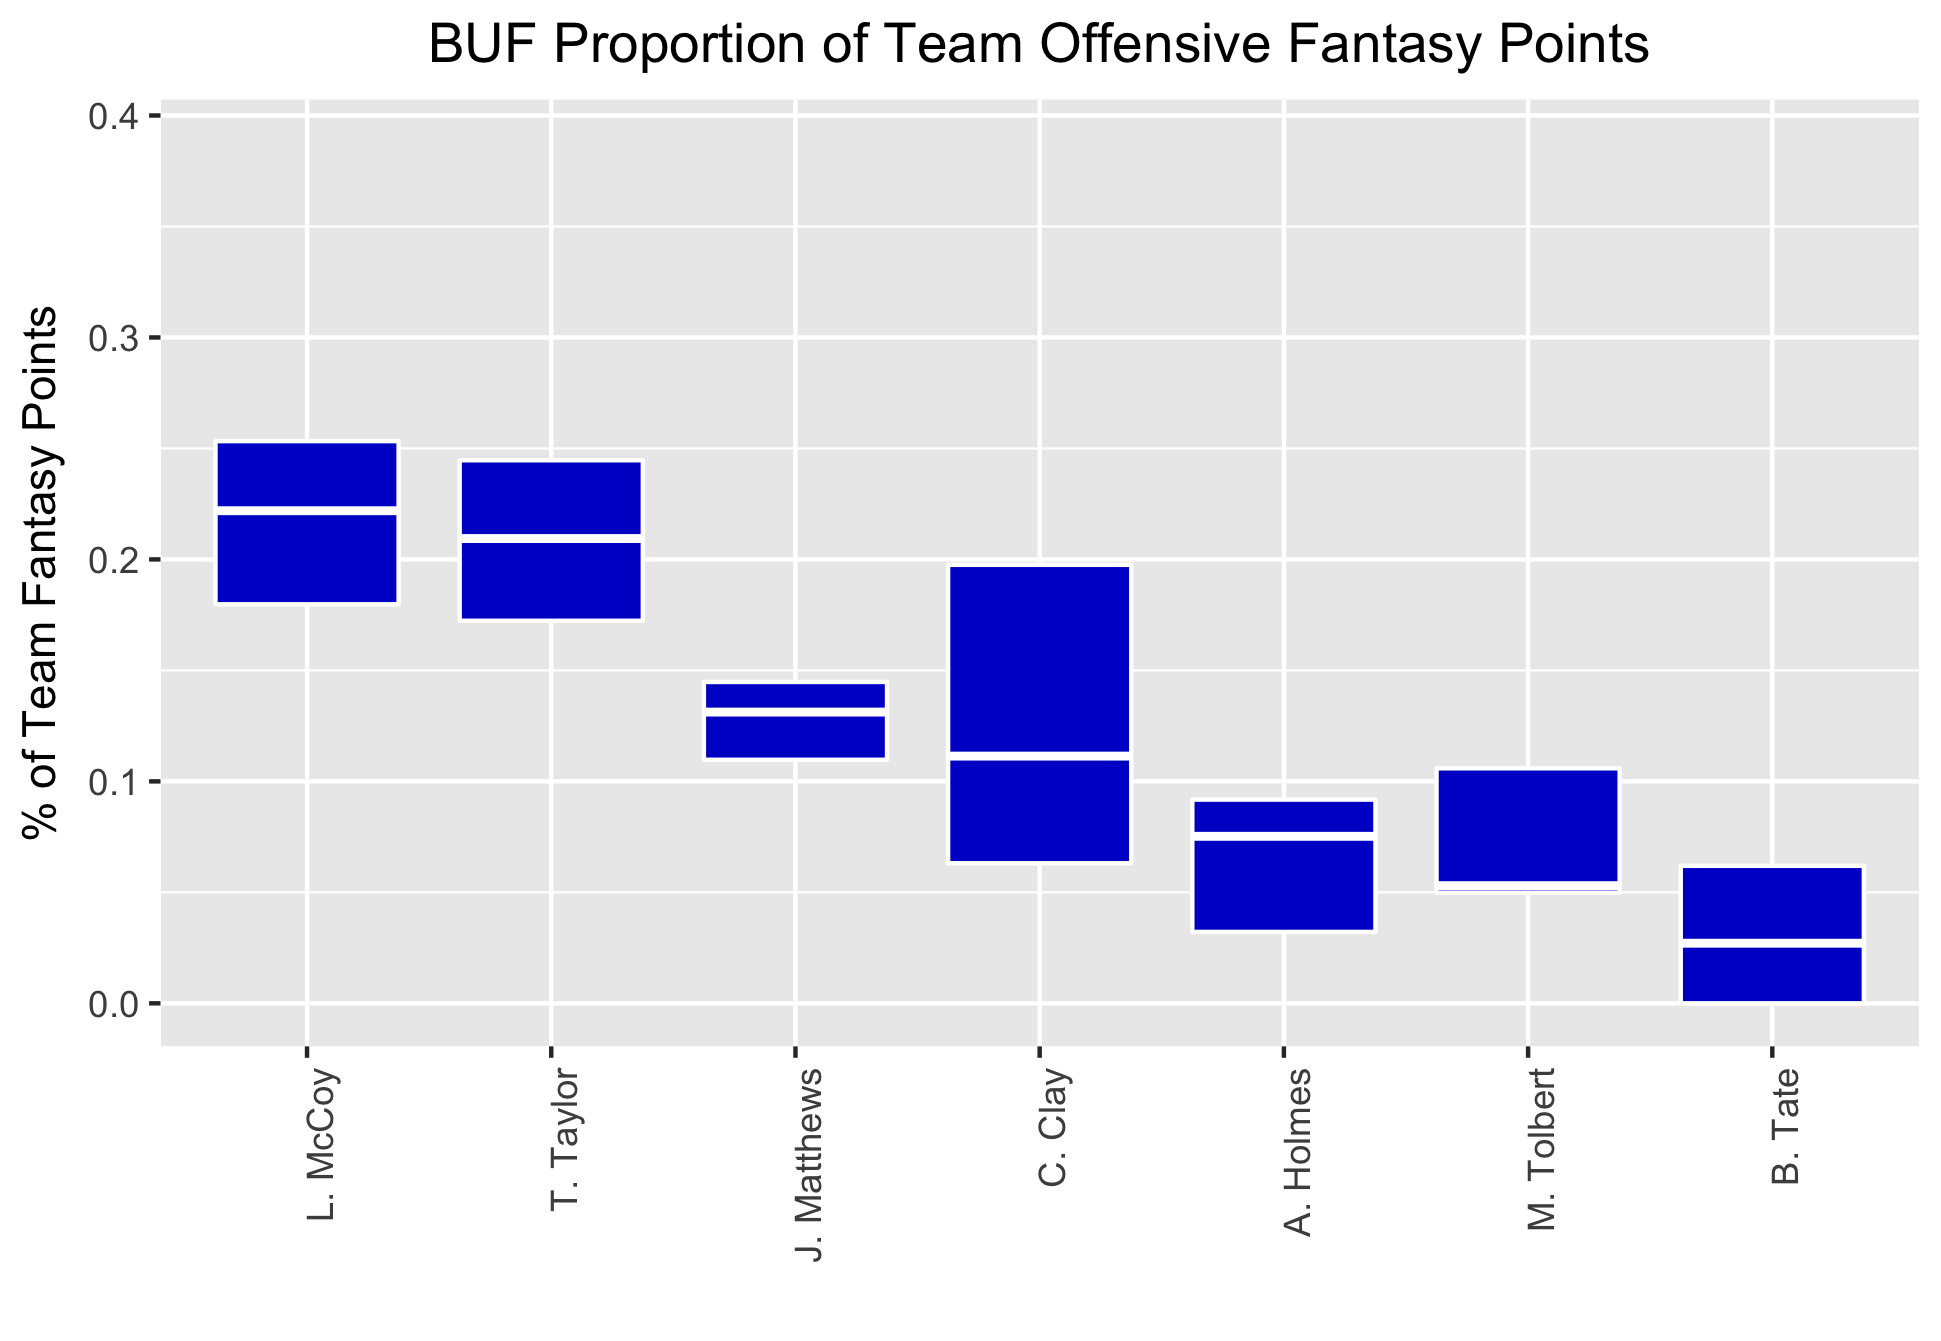 BUF Proportion of Team Offensive Fantasy Points
% of Team Fantasy Points
0.4
0.3
0.2
0.1
0.0
L. McCoy
T. Taylor
J. Matthews
C. Clay
A. Holmes
M. Tolbert
B. Tate